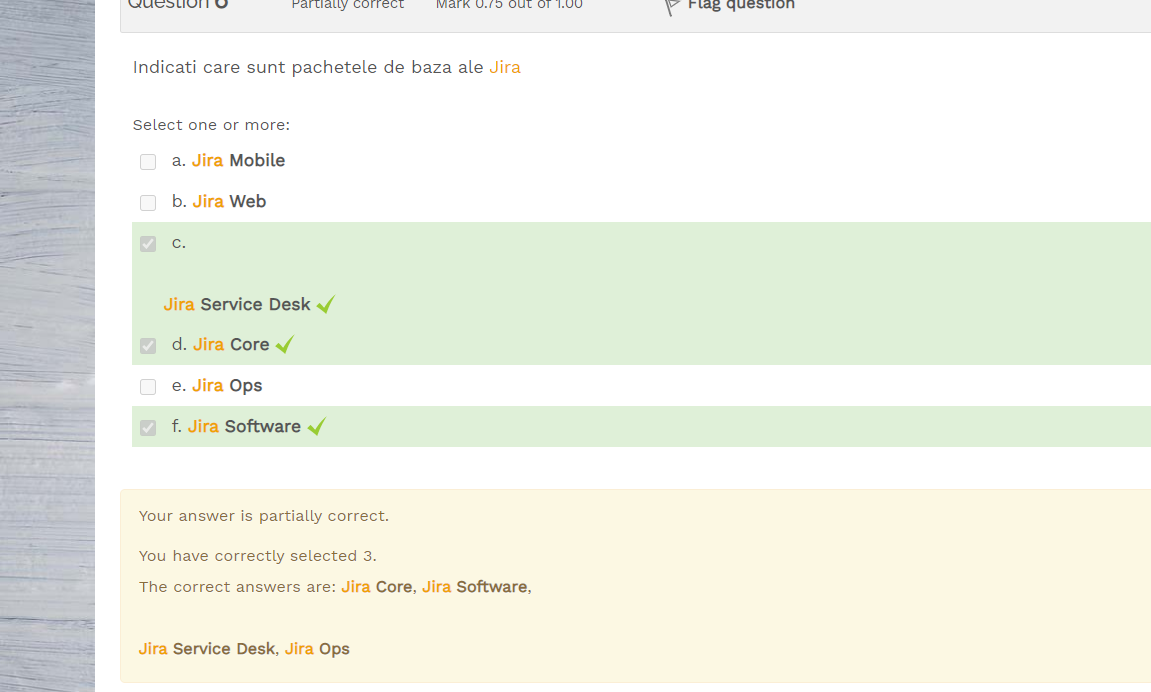 Question 6 Partially correct Mark 0.75 out of 1.00 Flag question
Indicati care sunt pachetele de baza ale Jira
Select one or more:
a. Jira Mobile
b. Jira Web
c.
Jira Service Desk
d. Jira Core
e. Jira Ops
f. Jira Software
Your answer is partially correct.
You have correctly selected 3.
The correct answers are: Jira Core, Jira Software,
Jira Service Desk, Jira Ops